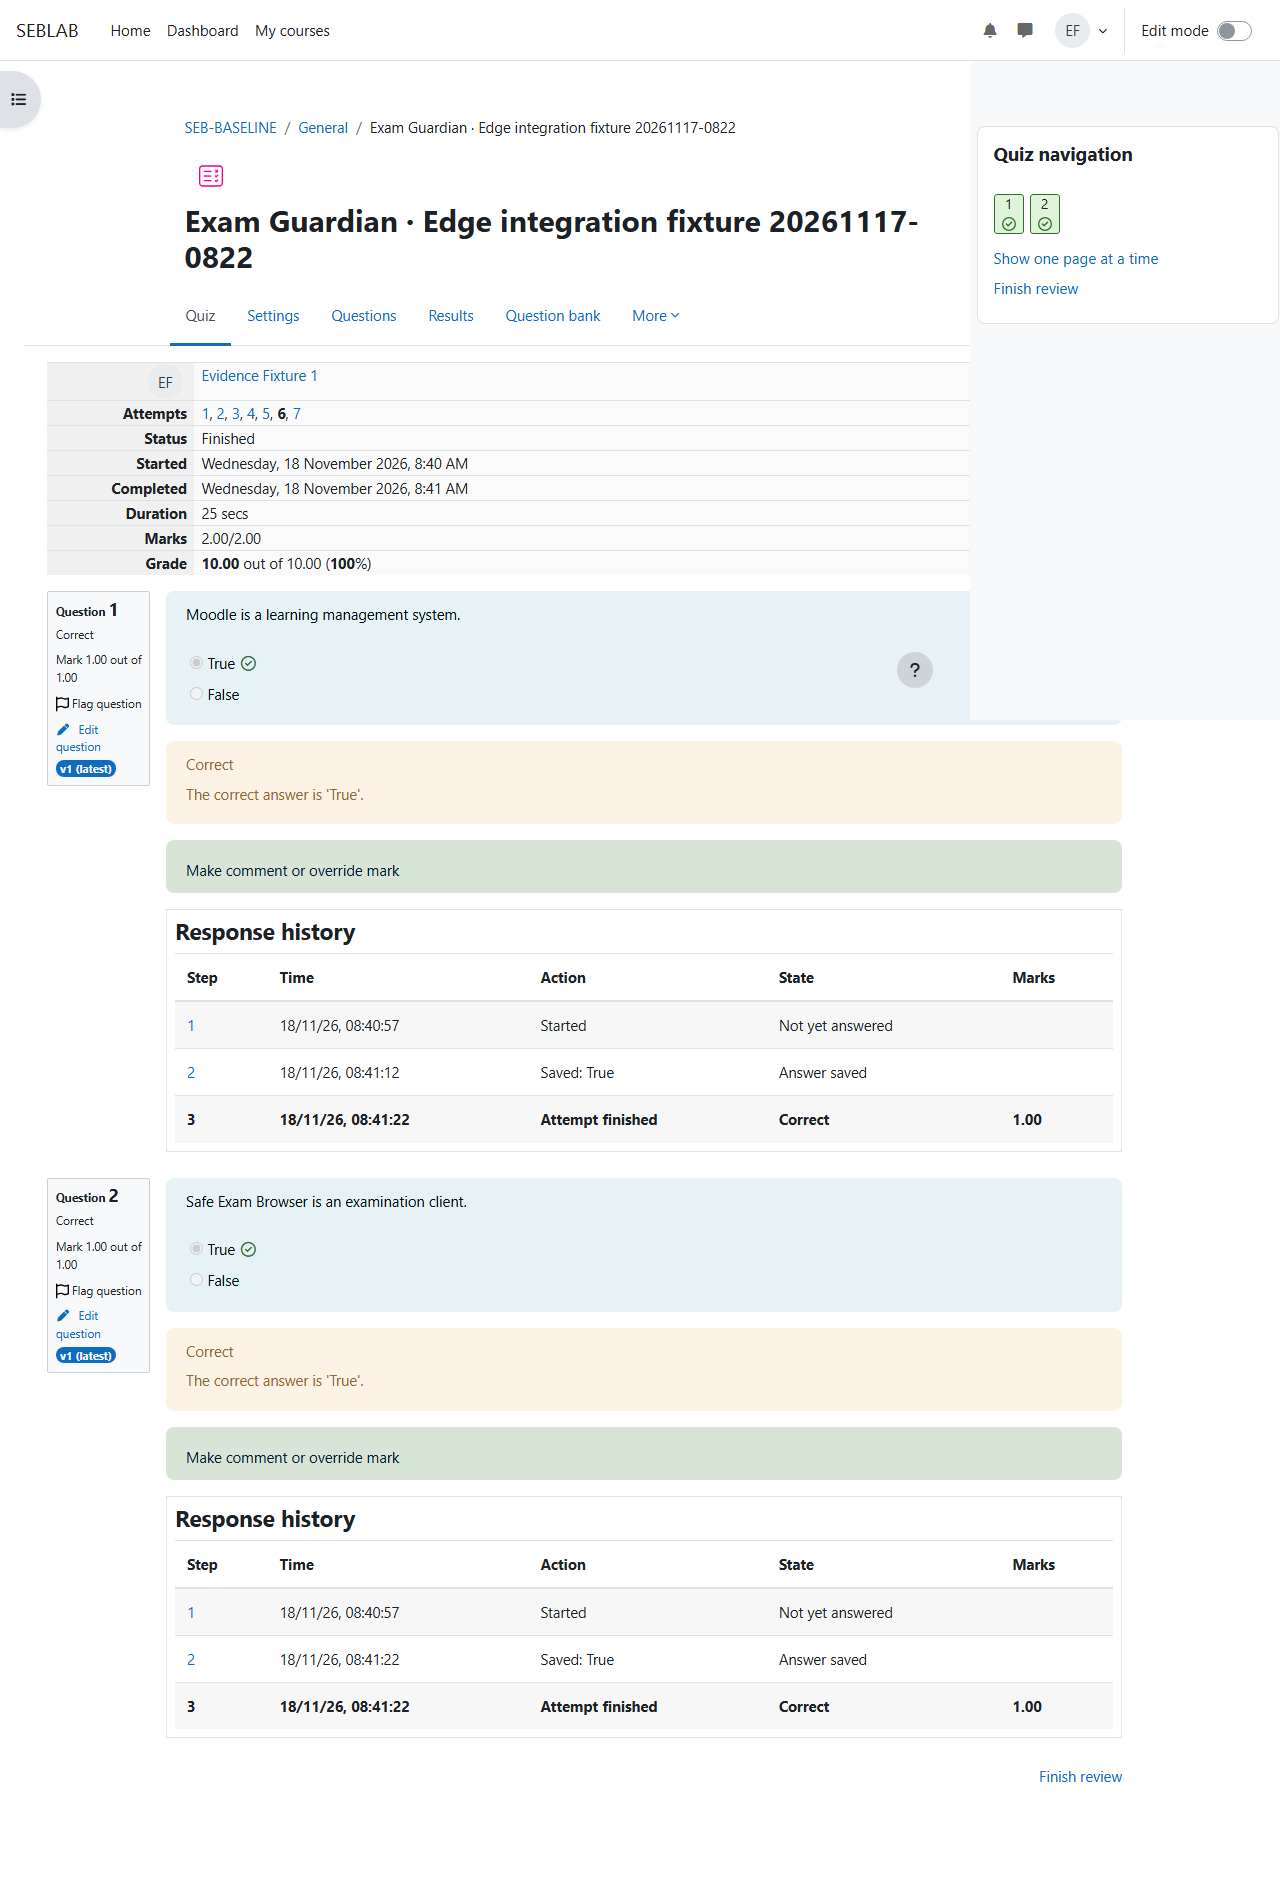 SEBLAB Home Dashboard My courses EF Edit mode
SEB-BASELINE / General / Exam Guardian · Edge integration fixture 20261117-0822
Exam Guardian · Edge integration fixture 20261117-
0822
Quiz Settings Questions Results Question bank More
Quiz navigation
1 2
Show one page at a time
Finish review
EF Evidence Fixture 1
Attempts 1, 2, 3, 4, 5, 6, 7
Status Finished
Started Wednesday, 18 November 2026, 8:40 AM
Completed Wednesday, 18 November 2026, 8:41 AM
Duration 25 secs
Marks 2.00/2.00
Grade 10.00 out of 10.00 (100%)
Question 1
Correct
Mark 1.00 out of
1.00
Flag question
Edit
question
v1 (latest)
Moodle is a learning management system.
True
False
?
Correct
The correct answer is 'True'.
Make comment or override mark
Response history
Step Time Action State Marks
1 18/11/26, 08:40:57 Started Not yet answered
2 18/11/26, 08:41:12 Saved: True Answer saved
3 18/11/26, 08:41:22 Attempt finished Correct 1.00
Question 2
Correct
Mark 1.00 out of
1.00
Flag question
Edit
question
v1 (latest)
Safe Exam Browser is an examination client.
True
False
Correct
The correct answer is 'True'.
Make comment or override mark
Response history
Step Time Action State Marks
1 18/11/26, 08:40:57 Started Not yet answered
2 18/11/26, 08:41:22 Saved: True Answer saved
3 18/11/26, 08:41:22 Attempt finished Correct 1.00
Finish review